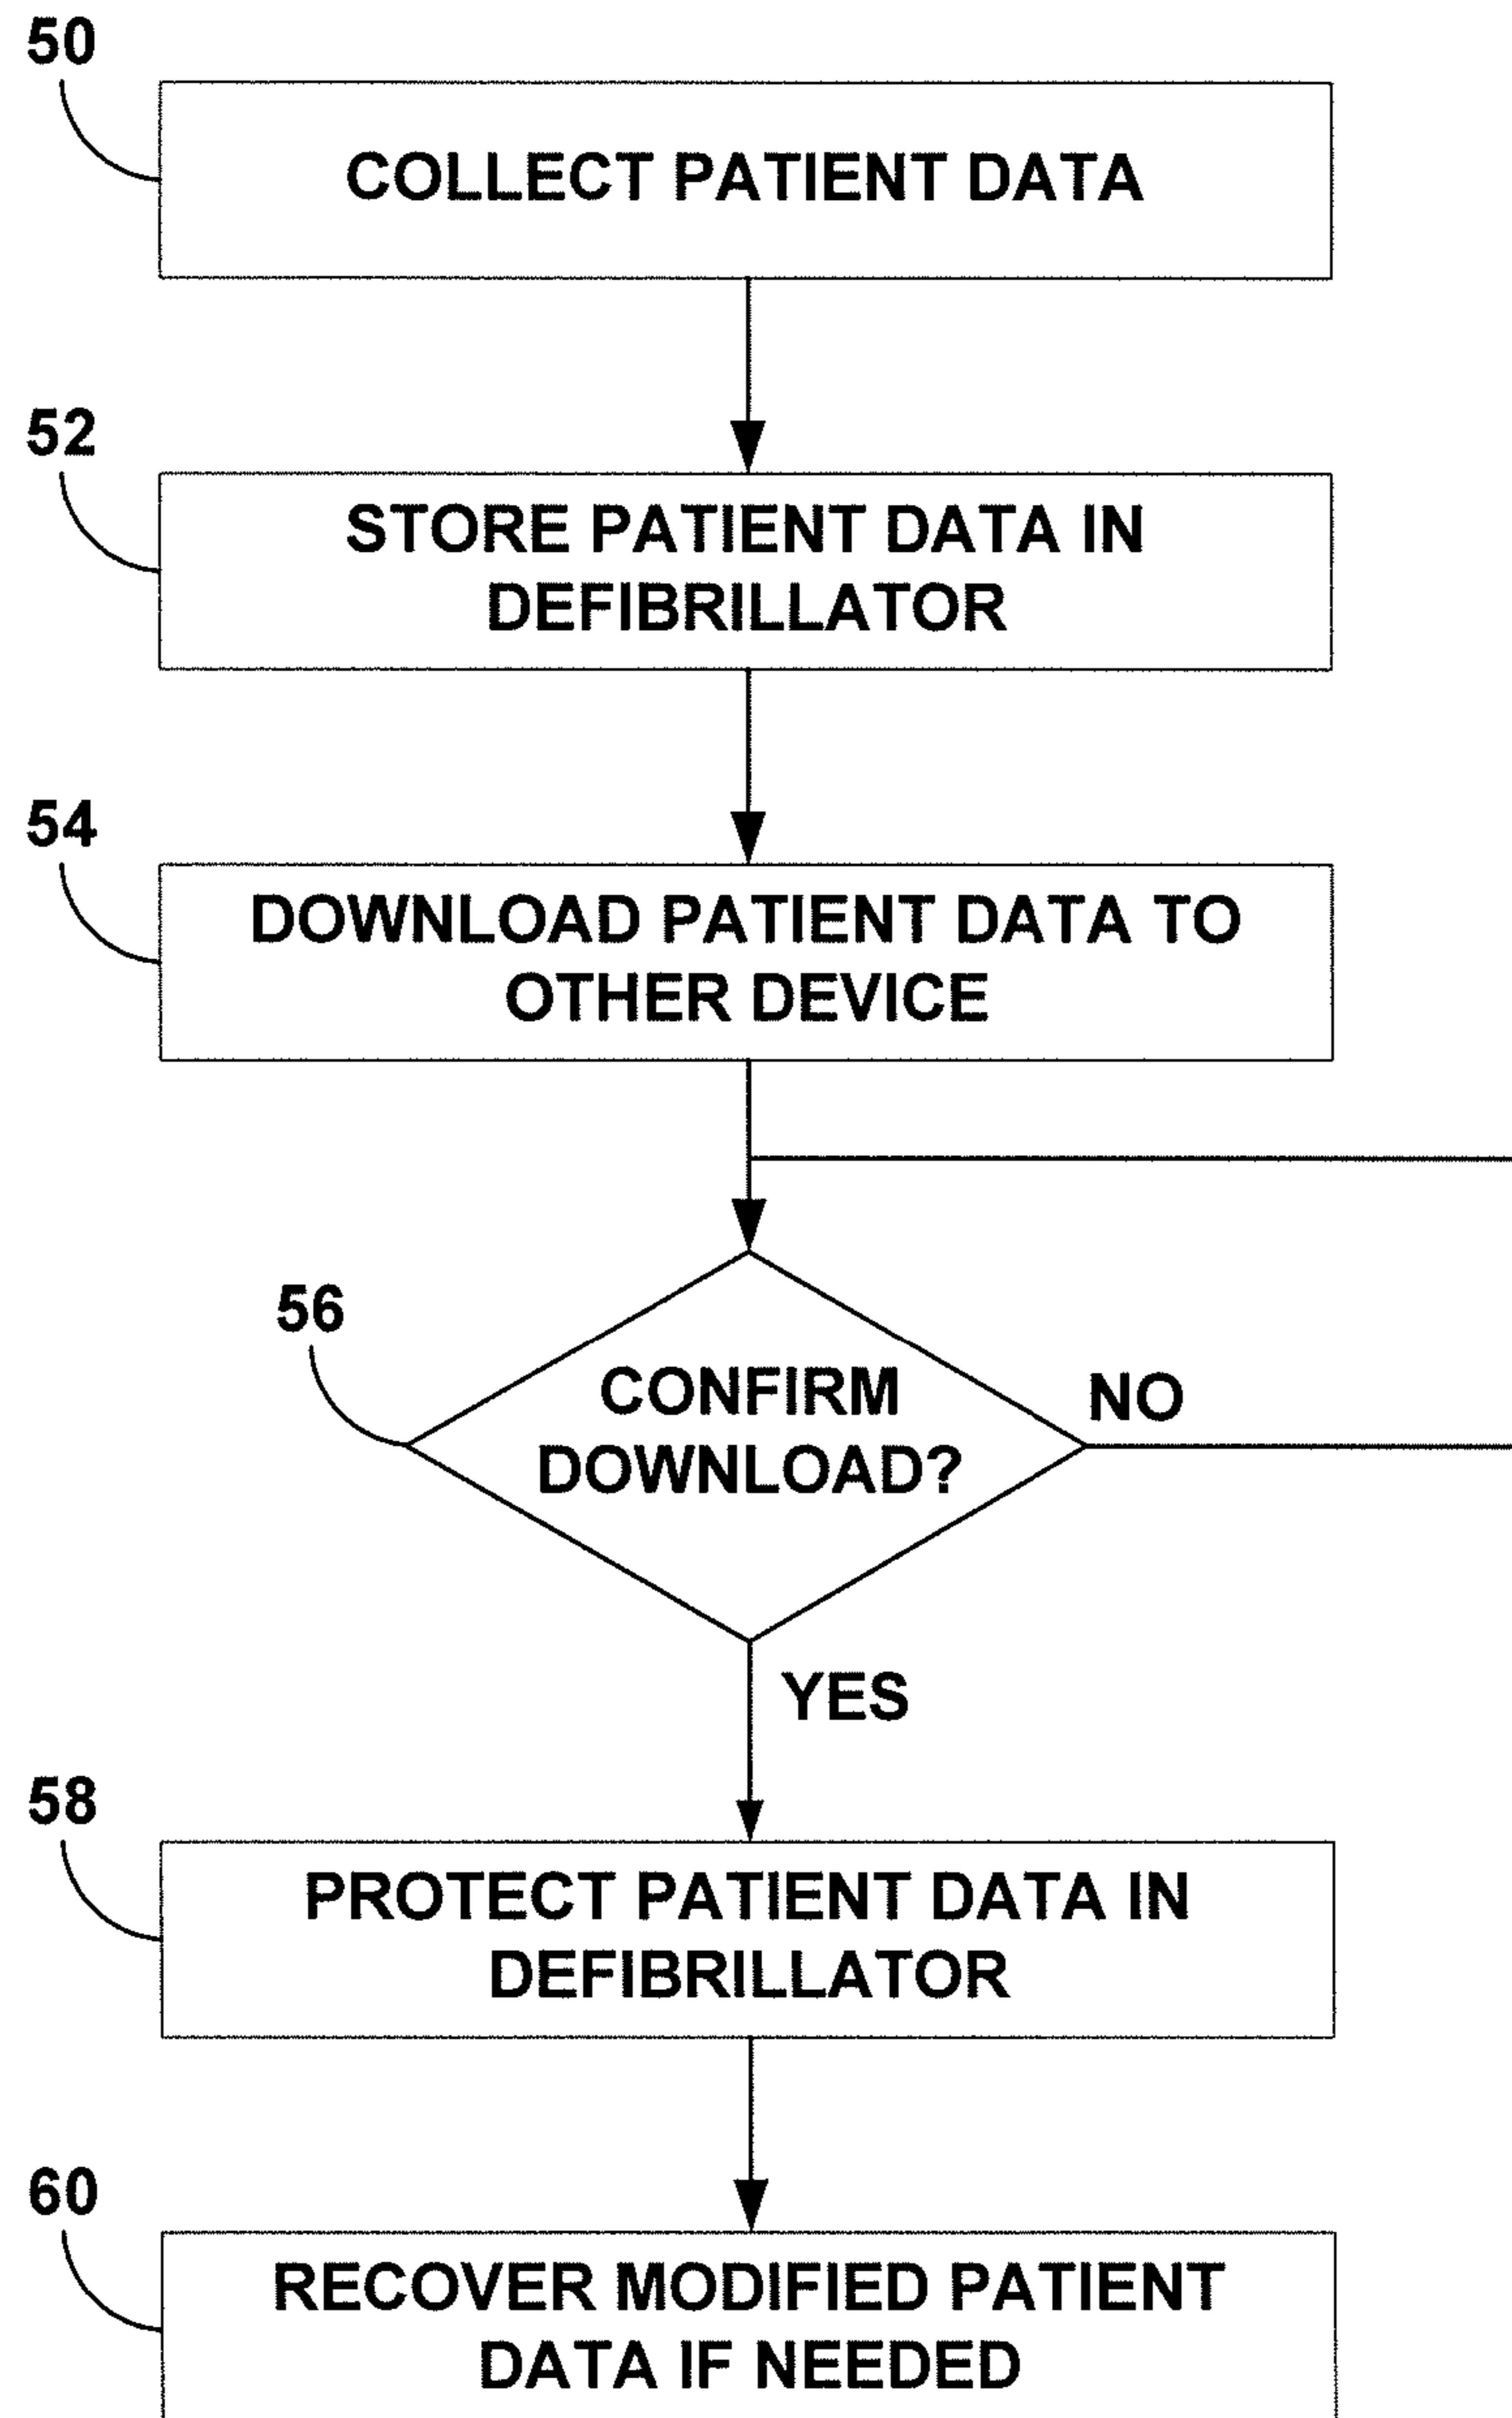 50
COLLECT PATIENT DATA
52
STORE PATIENT DATA IN
DEFIBRILLATOR
54
DOWNLOAD PATIENT DATA TO
OTHER DEVICE
56
CONFIRM
DOWNLOAD?
NO
YES
58
PROTECT PATIENT DATA IN
DEFIBRILLATOR
60
RECOVER MODIFIED PATIENT
DATA IF NEEDED